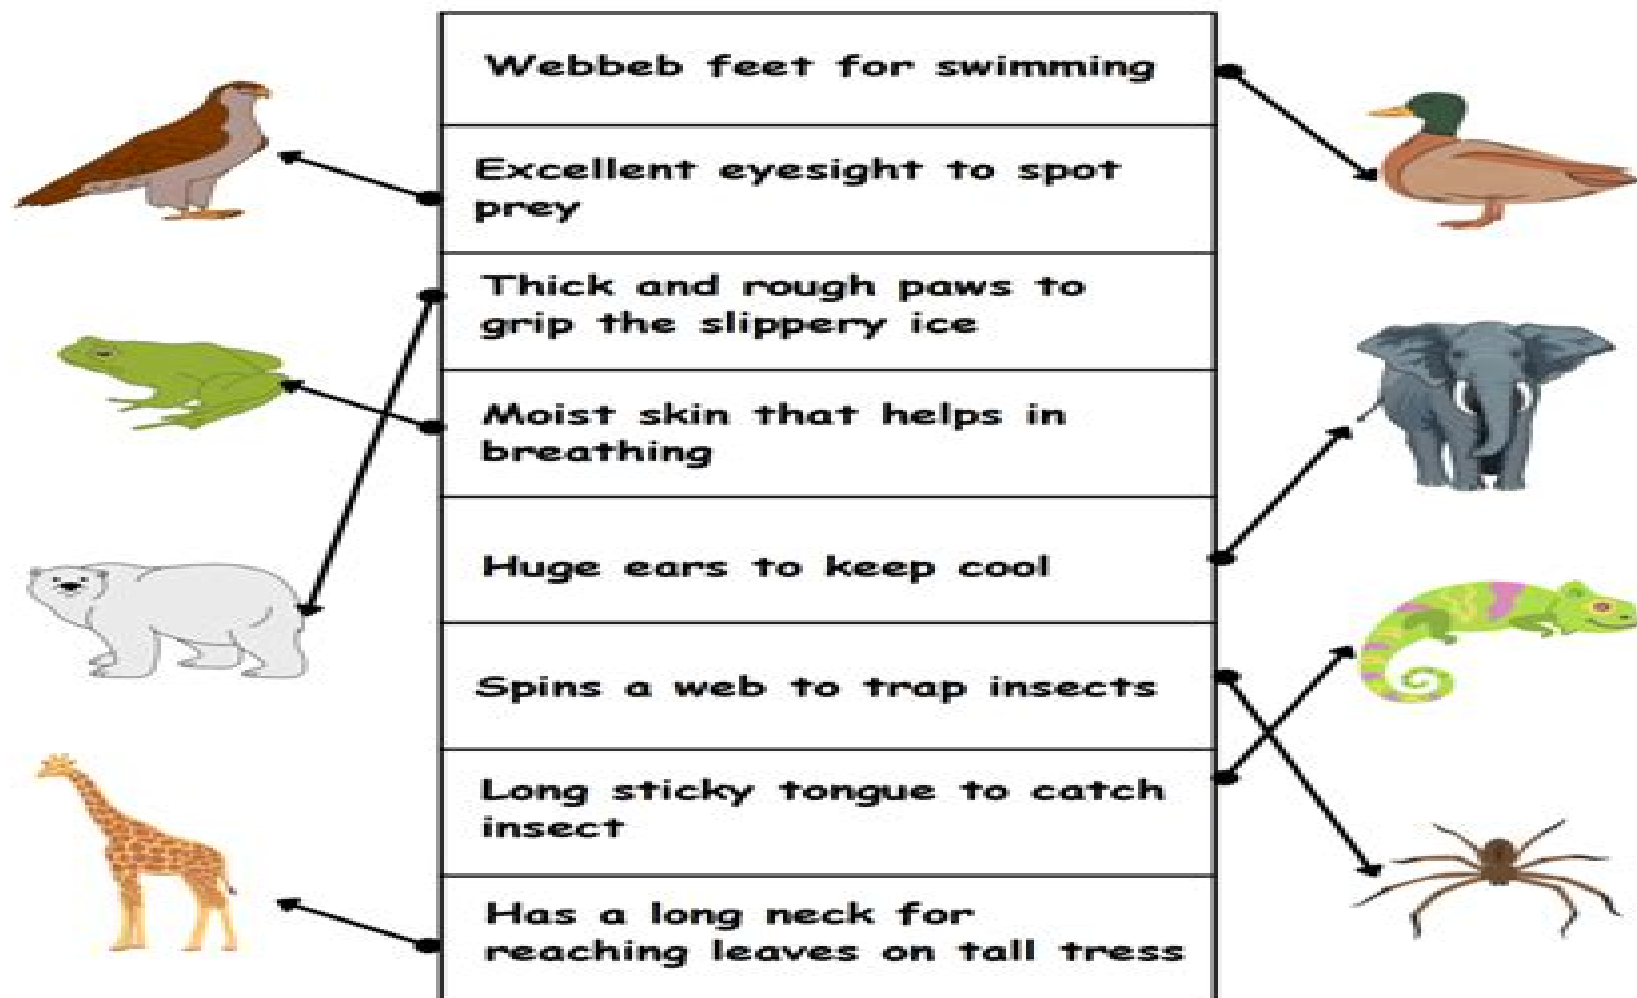 Webbeb feet for swimming
Excellent eyesight to spot
prey
Thick and rough paws to
grip the slippery ice
Moist skin that helps in
breathing
Huge ears to keep cool
Spins a web to trap insects
Long sticky tongue to catch
insect
Has a long neck for
reaching leaves on tall tress